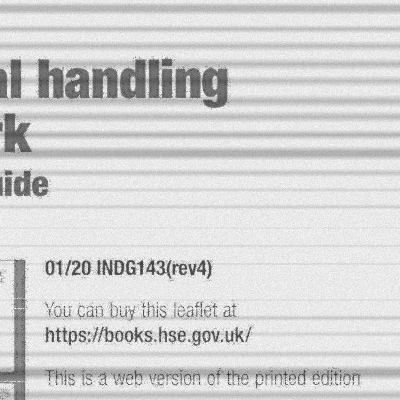 al handling
rk
uide
01/20 INDG143(rev4)
You can buy this leaflet at
https://books.hse.gov.uk/
This is a web version of the printed edition